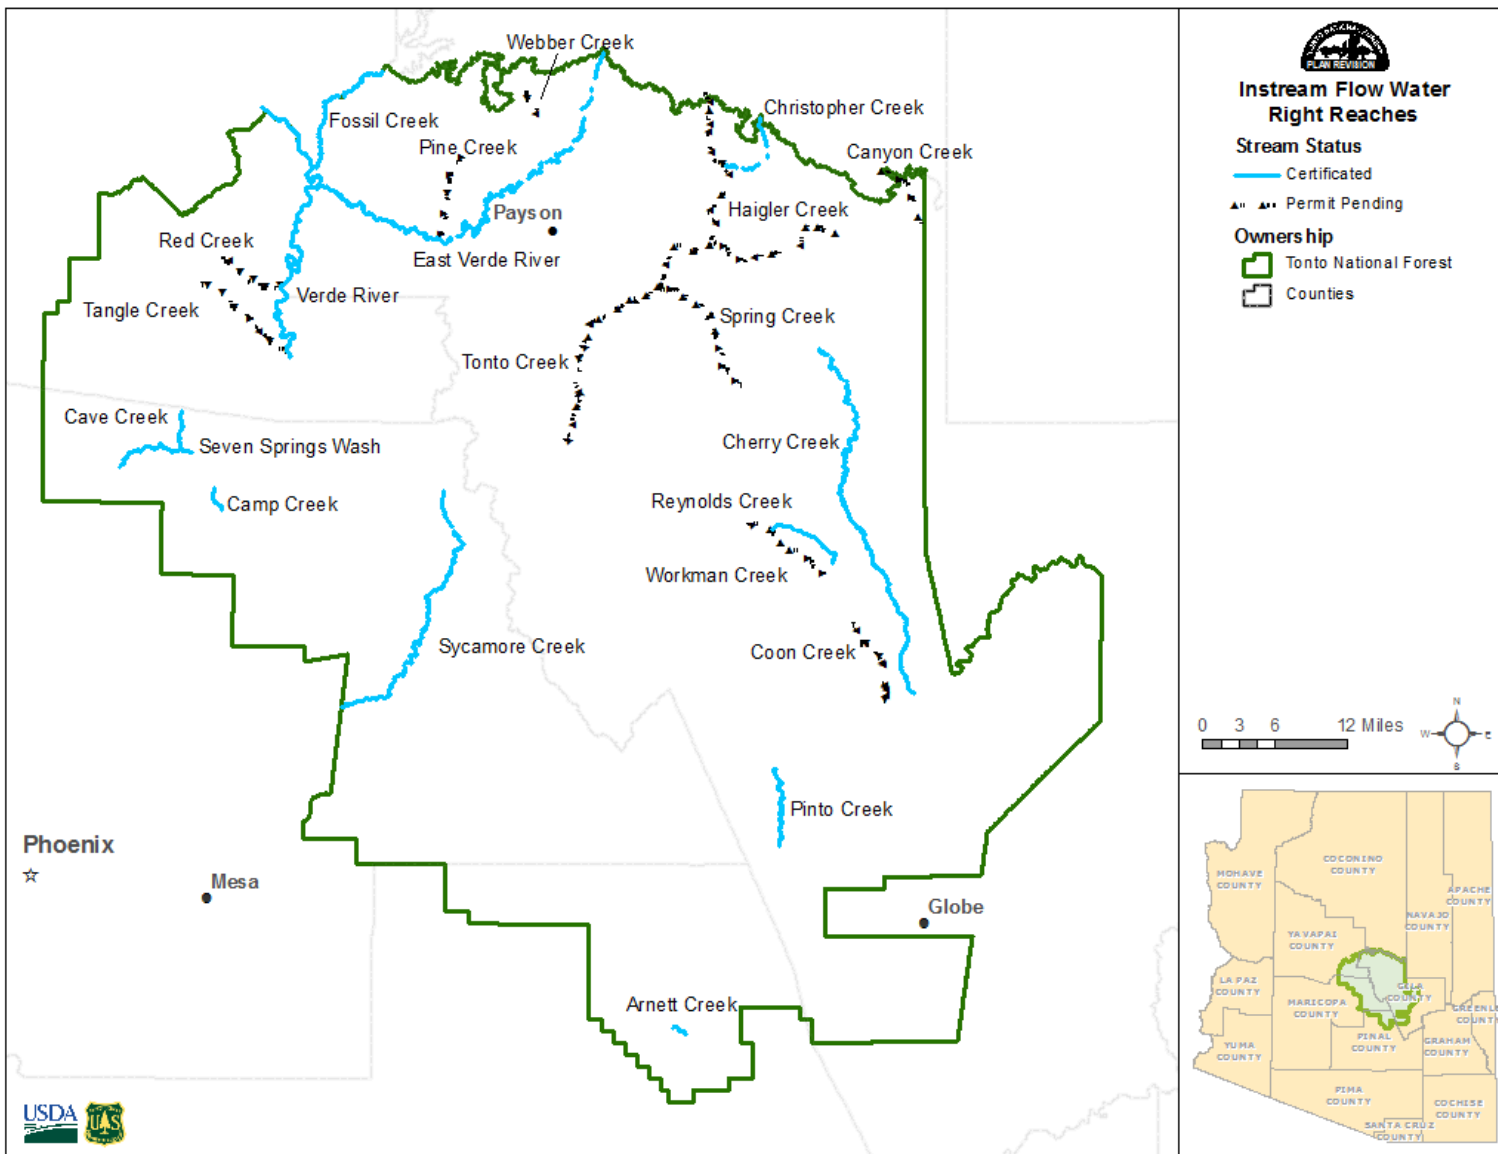 Webber Creek
Fossil Creek
Pine Creek
Christopher Creek
Canyon Creek
Payson
Haigler Creek
Red Creek
East Verde River
Tangle Creek
Verde River
Spring Creek
Tonto Creek
Cave Creek
Seven Springs Wash
Cherry Creek
Camp Creek
Reynolds Creek
Workman Creek
Sycamore Creek
Coon Creek
Pinto Creek
Phoenix
Mesa
Globe
Arnett Creek
USDA
U S
PLAN REVISION
Instream Flow Water
Right Reaches
Stream Status
Certificated
Permit Pending
Ownership
Tonto National Forest
Counties
0 3 6 12 Miles
N
W E
S
COCONINO
COUNTY
MOHAVE
COUNTY
APACHE
COUNTY
NAVAJO
COUNTY
YAVAPAI
COUNTY
LA PAZ
COUNTY
GILA
COUNTY
MARICOPA
COUNTY
GREENLE
COUNTY
YUMA
COUNTY
PINAL
COUNTY
GRAHAM
COUNTY
PIMA
COUNTY
COCHISE
COUNTY
SANTA CRUZ
COUNTY